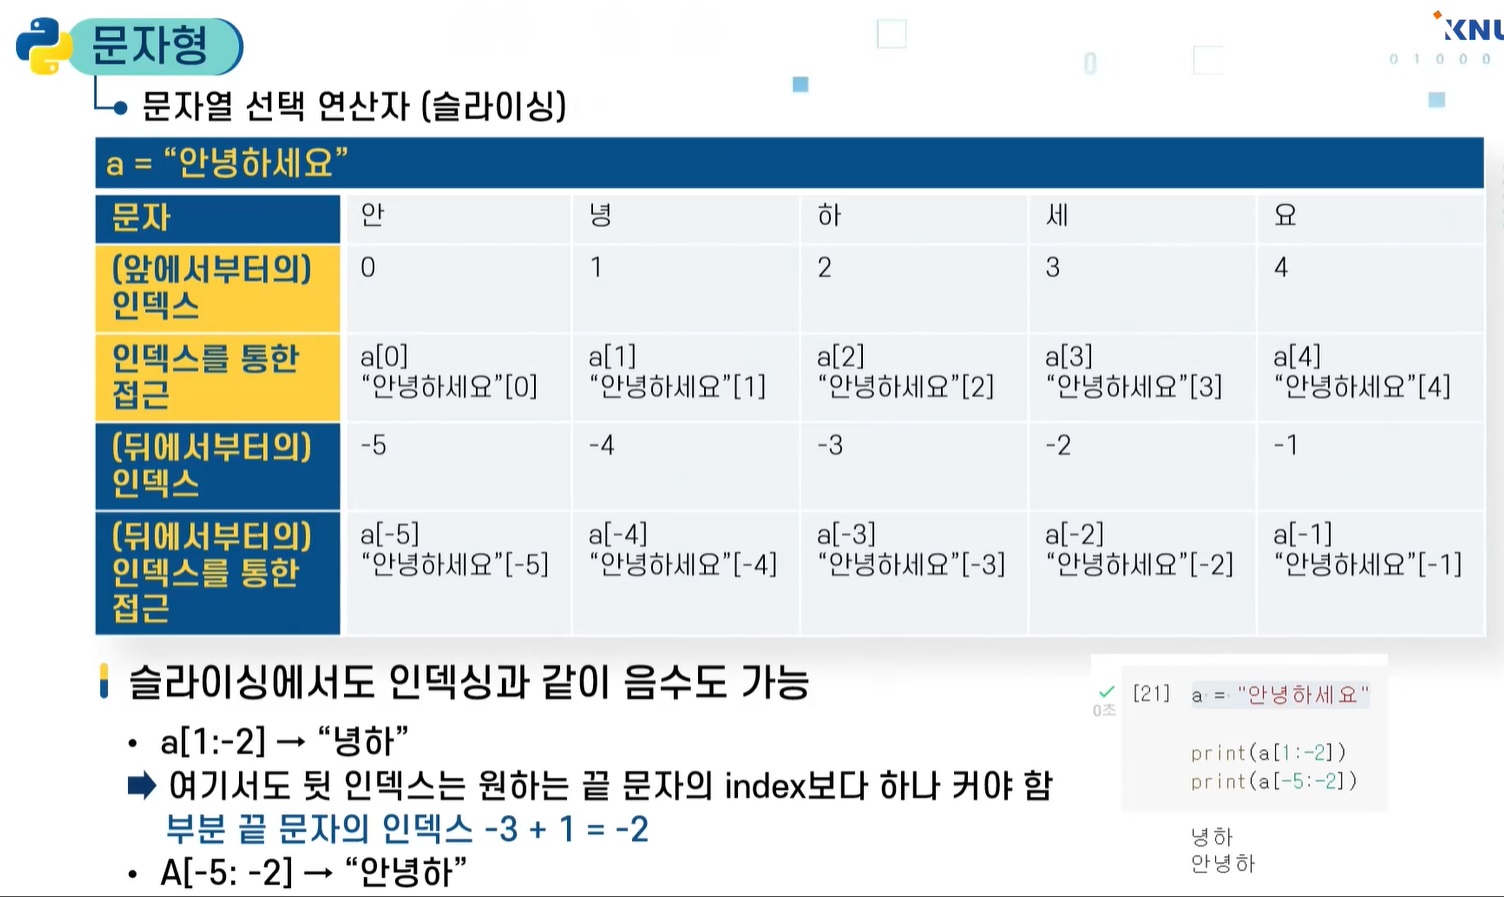 문자형
KNU
0 1 0 0 0
0
문자열 선택 연산자 (슬라이싱)
a = “안녕하세요”
문자 안 녕 하 세 요
(앞에서부터의) 0 1 2 3 4
인덱스
인덱스를 통한 a[0] a[1] a[2] a[3] a[4]
접근 “안녕하세요”[0] “안녕하세요”[1] “안녕하세요”[2] “안녕하세요”[3] “안녕하세요”[4]
(뒤에서부터의) -5 -4 -3 -2 -1
인덱스
(뒤에서부터의) a[-5] a[-4] a[-3] a[-2] a[-1]
인덱스를 통한 “안녕하세요”[-5] “안녕하세요”[-4] “안녕하세요”[-3] “안녕하세요”[-2] “안녕하세요”[-1]
접근
슬라이싱에서도 인덱싱과 같이 음수도 가능
• a[1:-2] → “녕하”
➡ 여기서도 뒷 인덱스는 원하는 끝 문자의 index보다 하나 커야 함
부분 끝 문자의 인덱스 -3 + 1 = -2
• A[-5: -2] → “안녕하”
✓ [21] a = "안녕하세요"
0초
print(a[1:-2])
print(a[-5:-2])
녕하
안녕하